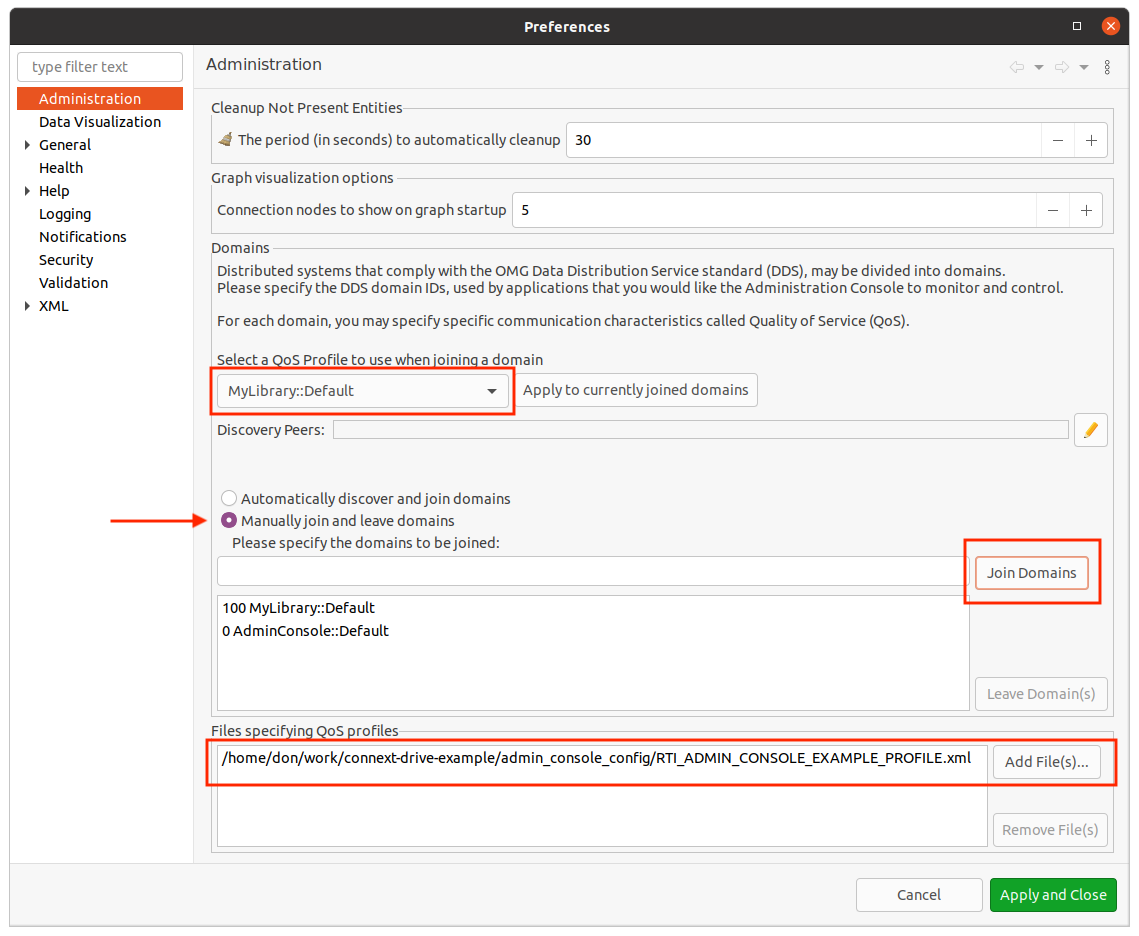 Preferences
type filter text
Administration
Data Visualization
General
Health
Help
Logging
Notifications
Security
Validation
XML
Administration
Cleanup Not Present Entities
The period (in seconds) to automatically cleanup 30
Graph visualization options
Connection nodes to show on graph startup 5
Domains
Distributed systems that comply with the OMG Data Distribution Service standard (DDS), may be divided into domains.
Please specify the DDS domain IDs, used by applications that you would like the Administration Console to monitor and control.
For each domain, you may specify specific communication characteristics called Quality of Service (QoS).
Select a QoS Profile to use when joining a domain
MyLibrary::Default Apply to currently joined domains
Discovery Peers:
Automatically discover and join domains
Manually join and leave domains
Please specify the domains to be joined:
Join Domains
100 MyLibrary::Default
0 AdminConsole::Default
Leave Domain(s)
Files specifying QoS profiles
/home/don/work/connext-drive-example/admin_console_config/RTI_ADMIN_CONSOLE_EXAMPLE_PROFILE.xml Add File(s)...
Remove File(s)
Cancel Apply and Close